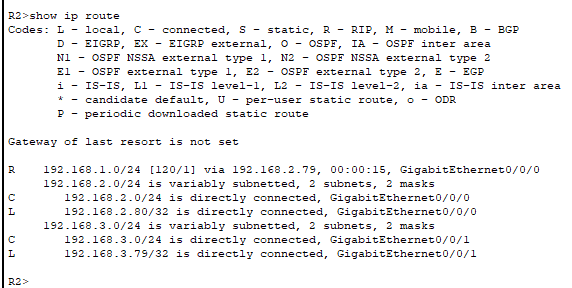 R2>show ip route
Codes: L - local, C - connected, S - static, R - RIP, M - mobile, B - BGP
D - EIGRP, EX - EIGRP external, O - OSPF, IA - OSPF inter area
N1 - OSPF NSSA external type 1, N2 - OSPF NSSA external type 2
E1 - OSPF external type 1, E2 - OSPF external type 2, E - EGP
i - IS-IS, L1 - IS-IS level-1, L2 - IS-IS level-2, ia - IS-IS inter area
* - candidate default, U - per-user static route, o - ODR
P - periodic downloaded static route
Gateway of last resort is not set
R 192.168.1.0/24 [120/1] via 192.168.2.79, 00:00:15, GigabitEthernet0/0/0
192.168.2.0/24 is variably subnetted, 2 subnets, 2 masks
C 192.168.2.0/24 is directly connected, GigabitEthernet0/0/0
L 192.168.2.80/32 is directly connected, GigabitEthernet0/0/0
192.168.3.0/24 is variably subnetted, 2 subnets, 2 masks
C 192.168.3.0/24 is directly connected, GigabitEthernet0/0/1
L 192.168.3.79/32 is directly connected, GigabitEthernet0/0/1
R2>